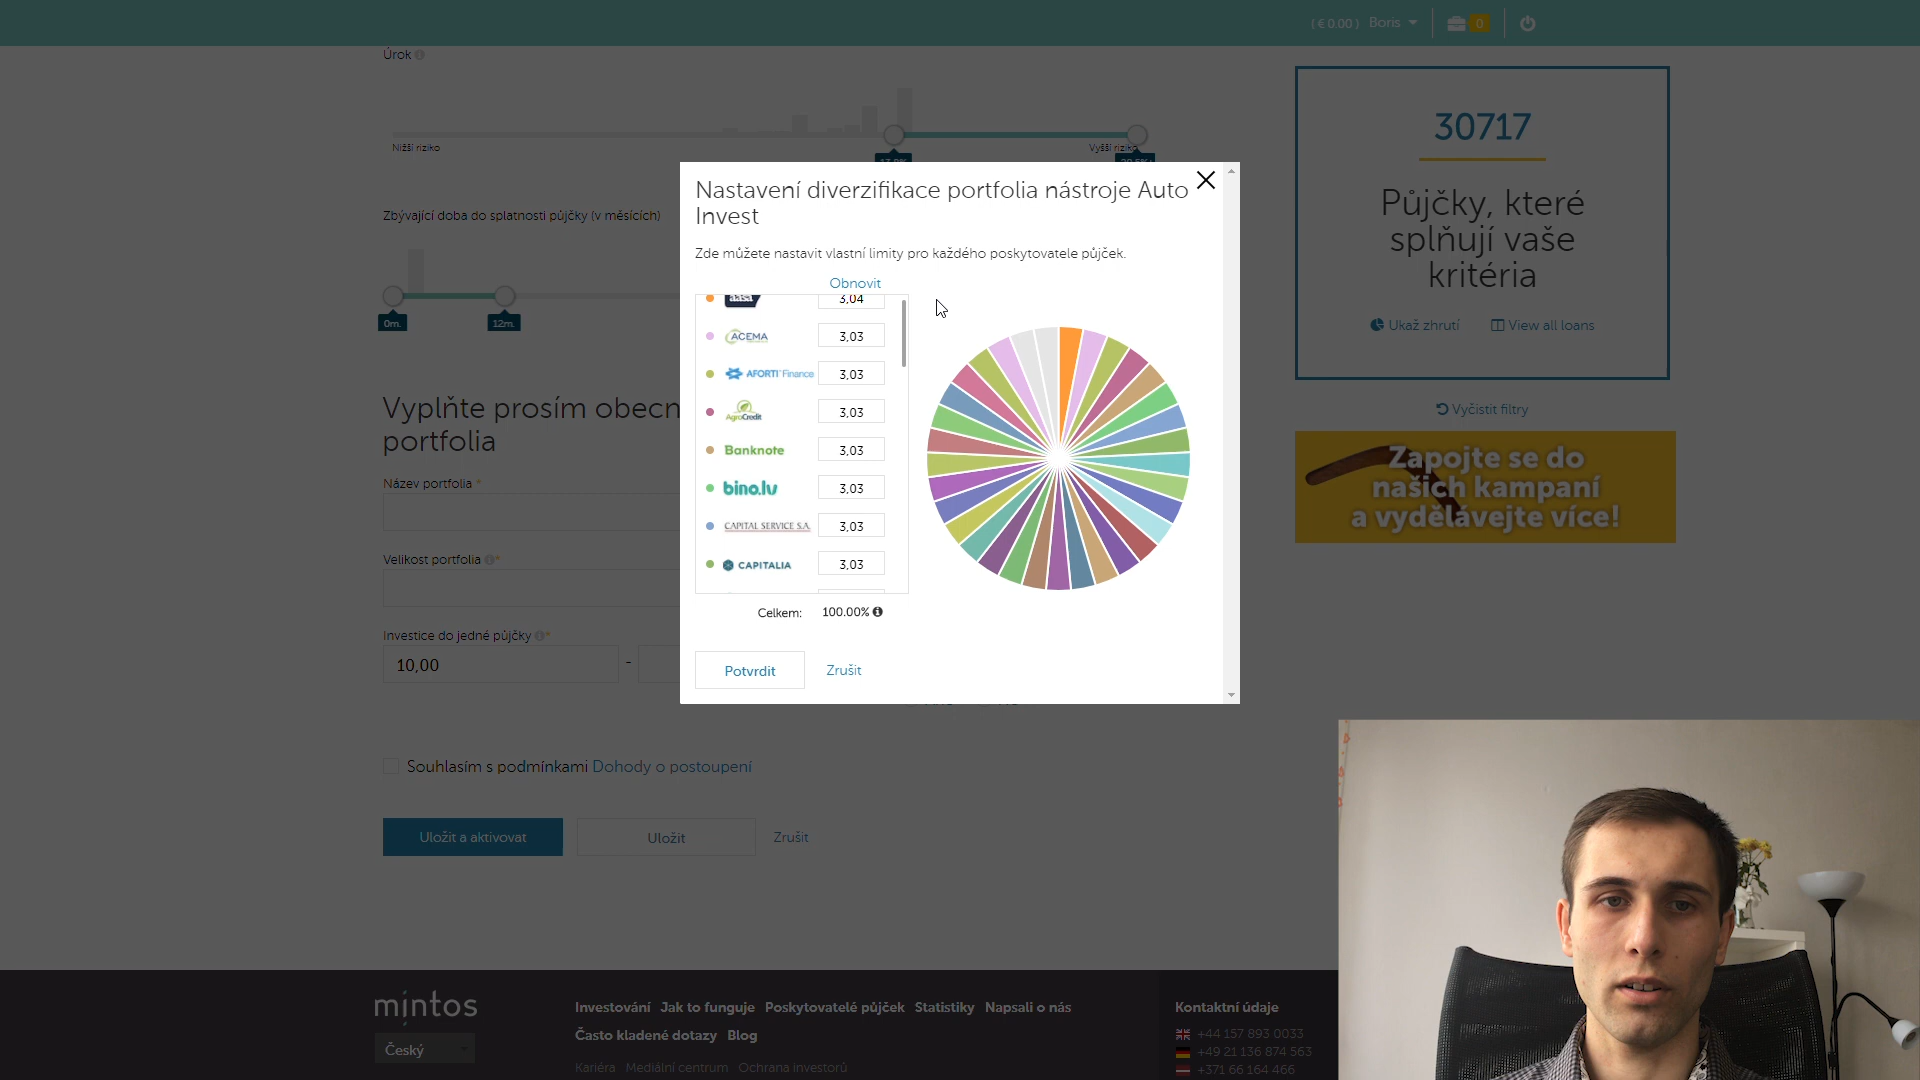 ( € 0,00 ) Boris
0
Úrok
Nižší riziko
Vyšší riziko
Zbývající doba do splatnosti půjčky (v měsících)
0m.
12m.
Nastavení diverzifikace portfolia nástroje Auto
Invest
Zde můžete nastavit vlastní limity pro každého poskytovatele půjček.
Obnovit
aasa 3,04
ACEMA 3,03
AFORTI Finance 3,03
AgroCredit 3,03
Banknote 3,03
bino.lv 3,03
CAPITAL SERVICE S.A. 3,03
CAPITALIA 3,03
Celkem: 100.00%
Potvrdit
Zrušit
30717
Půjčky, které
splňují vaše
kritéria
Ukaž zhrutí
View all loans
Vyčistit filtry
Zapojte se do
našich kampaní
a vydělávejte více!
Vyplňte prosím obecn
portfolia
Název portfolia *
Velikost portfolia *
Investice do jedné půjčky *
10,00
-
Souhlasím s podmínkami Dohody o postoupení
Uložit a aktivovat
Uložit
Zrušit
mintos
Český
Investování Jak to funguje Poskytovatelé půjček Statistiky Napsali o nás
Často kladené dotazy Blog
Kariéra Mediální centrum Ochrana investorů
Kontaktní údaje
+44 157 893 0033
+49 21 136 874 563
+371 66 164 466